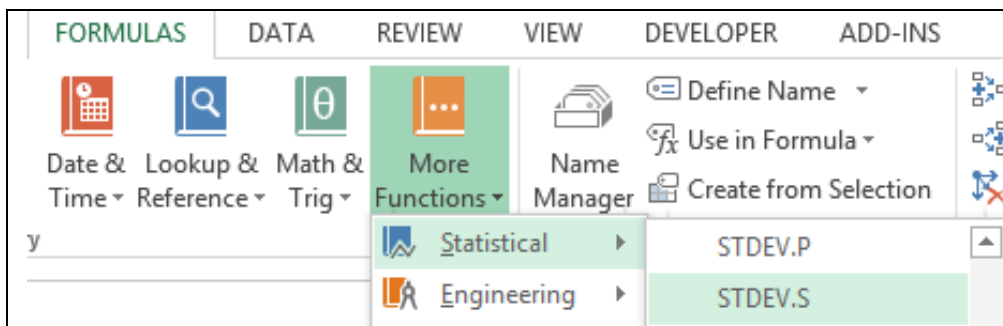 FORMULAS DATA REVIEW VIEW DEVELOPER ADD-INS
Date & Time
Lookup & Reference
Math & Trig
More Functions
Name Manager
Define Name
Use in Formula
Create from Selection
y
Statistical
Engineering
STDEV.P
STDEV.S